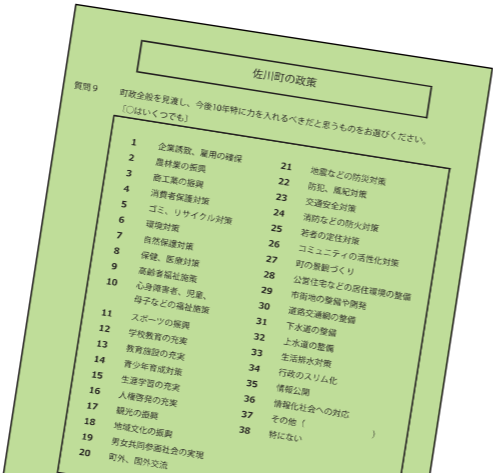 佐川町の政策
質問9 町政全般を見渡し、今後10年特に力を入れるべきだと思うものをお選びください。
〔○はいくつでも〕
1 企業誘致、雇用の確保
2 農林業の振興
3 商工業の振興
4 消費者保護対策
5 ゴミ、リサイクル対策
6 環境対策
7 自然保護対策
8 保健、医療対策
9 高齢者福祉施策
10 心身障害者、児童、
母子などの福祉施策
11 スポーツの振興
12 学校教育の充実
13 教育施設の充実
14 青少年育成対策
15 生涯学習の充実
16 人権啓発の充実
17 観光の振興
18 地域文化の振興
19 男女共同参画社会の実現
20 町外、国外交流
21 地震などの防災対策
22 防犯、風紀対策
23 交通安全対策
24 消防などの防火対策
25 若者の定住対策
26 コミュニティの活性化対策
27 町の景観づくり
28 公営住宅などの居住環境の整備
29 市街地の整備や開発
30 道路交通網の整備
31 下水道の整備
32 上水道の整備
33 生活排水対策
34 行政のスリム化
35 情報公開
36 情報化社会への対応
37 その他（　　　　　　）
38 特にない